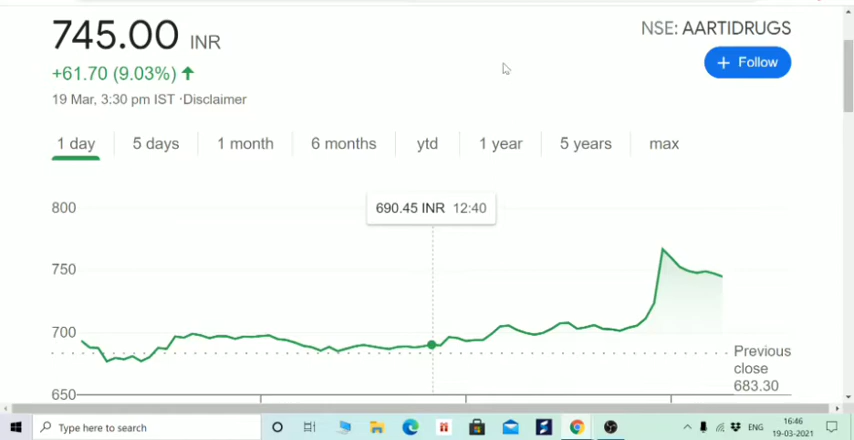 745.00 INR
NSE: AARTIDRUGS
+61.70 (9.03%) ↑
+ Follow
19 Mar, 3:30 pm IST ·Disclaimer
1 day 5 days 1 month 6 months ytd 1 year 5 years max
800
690.45 INR 12:40
750
700
Previous
close
683.30
650
Type here to search
ENG
16:46
19-03-2021